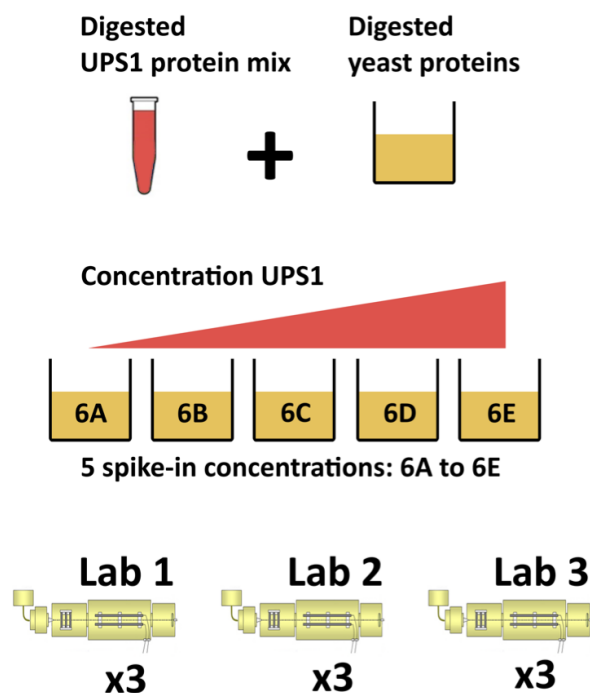 Digested
UPS1 protein mix
Digested
yeast proteins
Concentration UPS1
6A
6B
6C
6D
6E
5 spike-in concentrations: 6A to 6E
Lab 1
Lab 2
Lab 3
x3
x3
x3